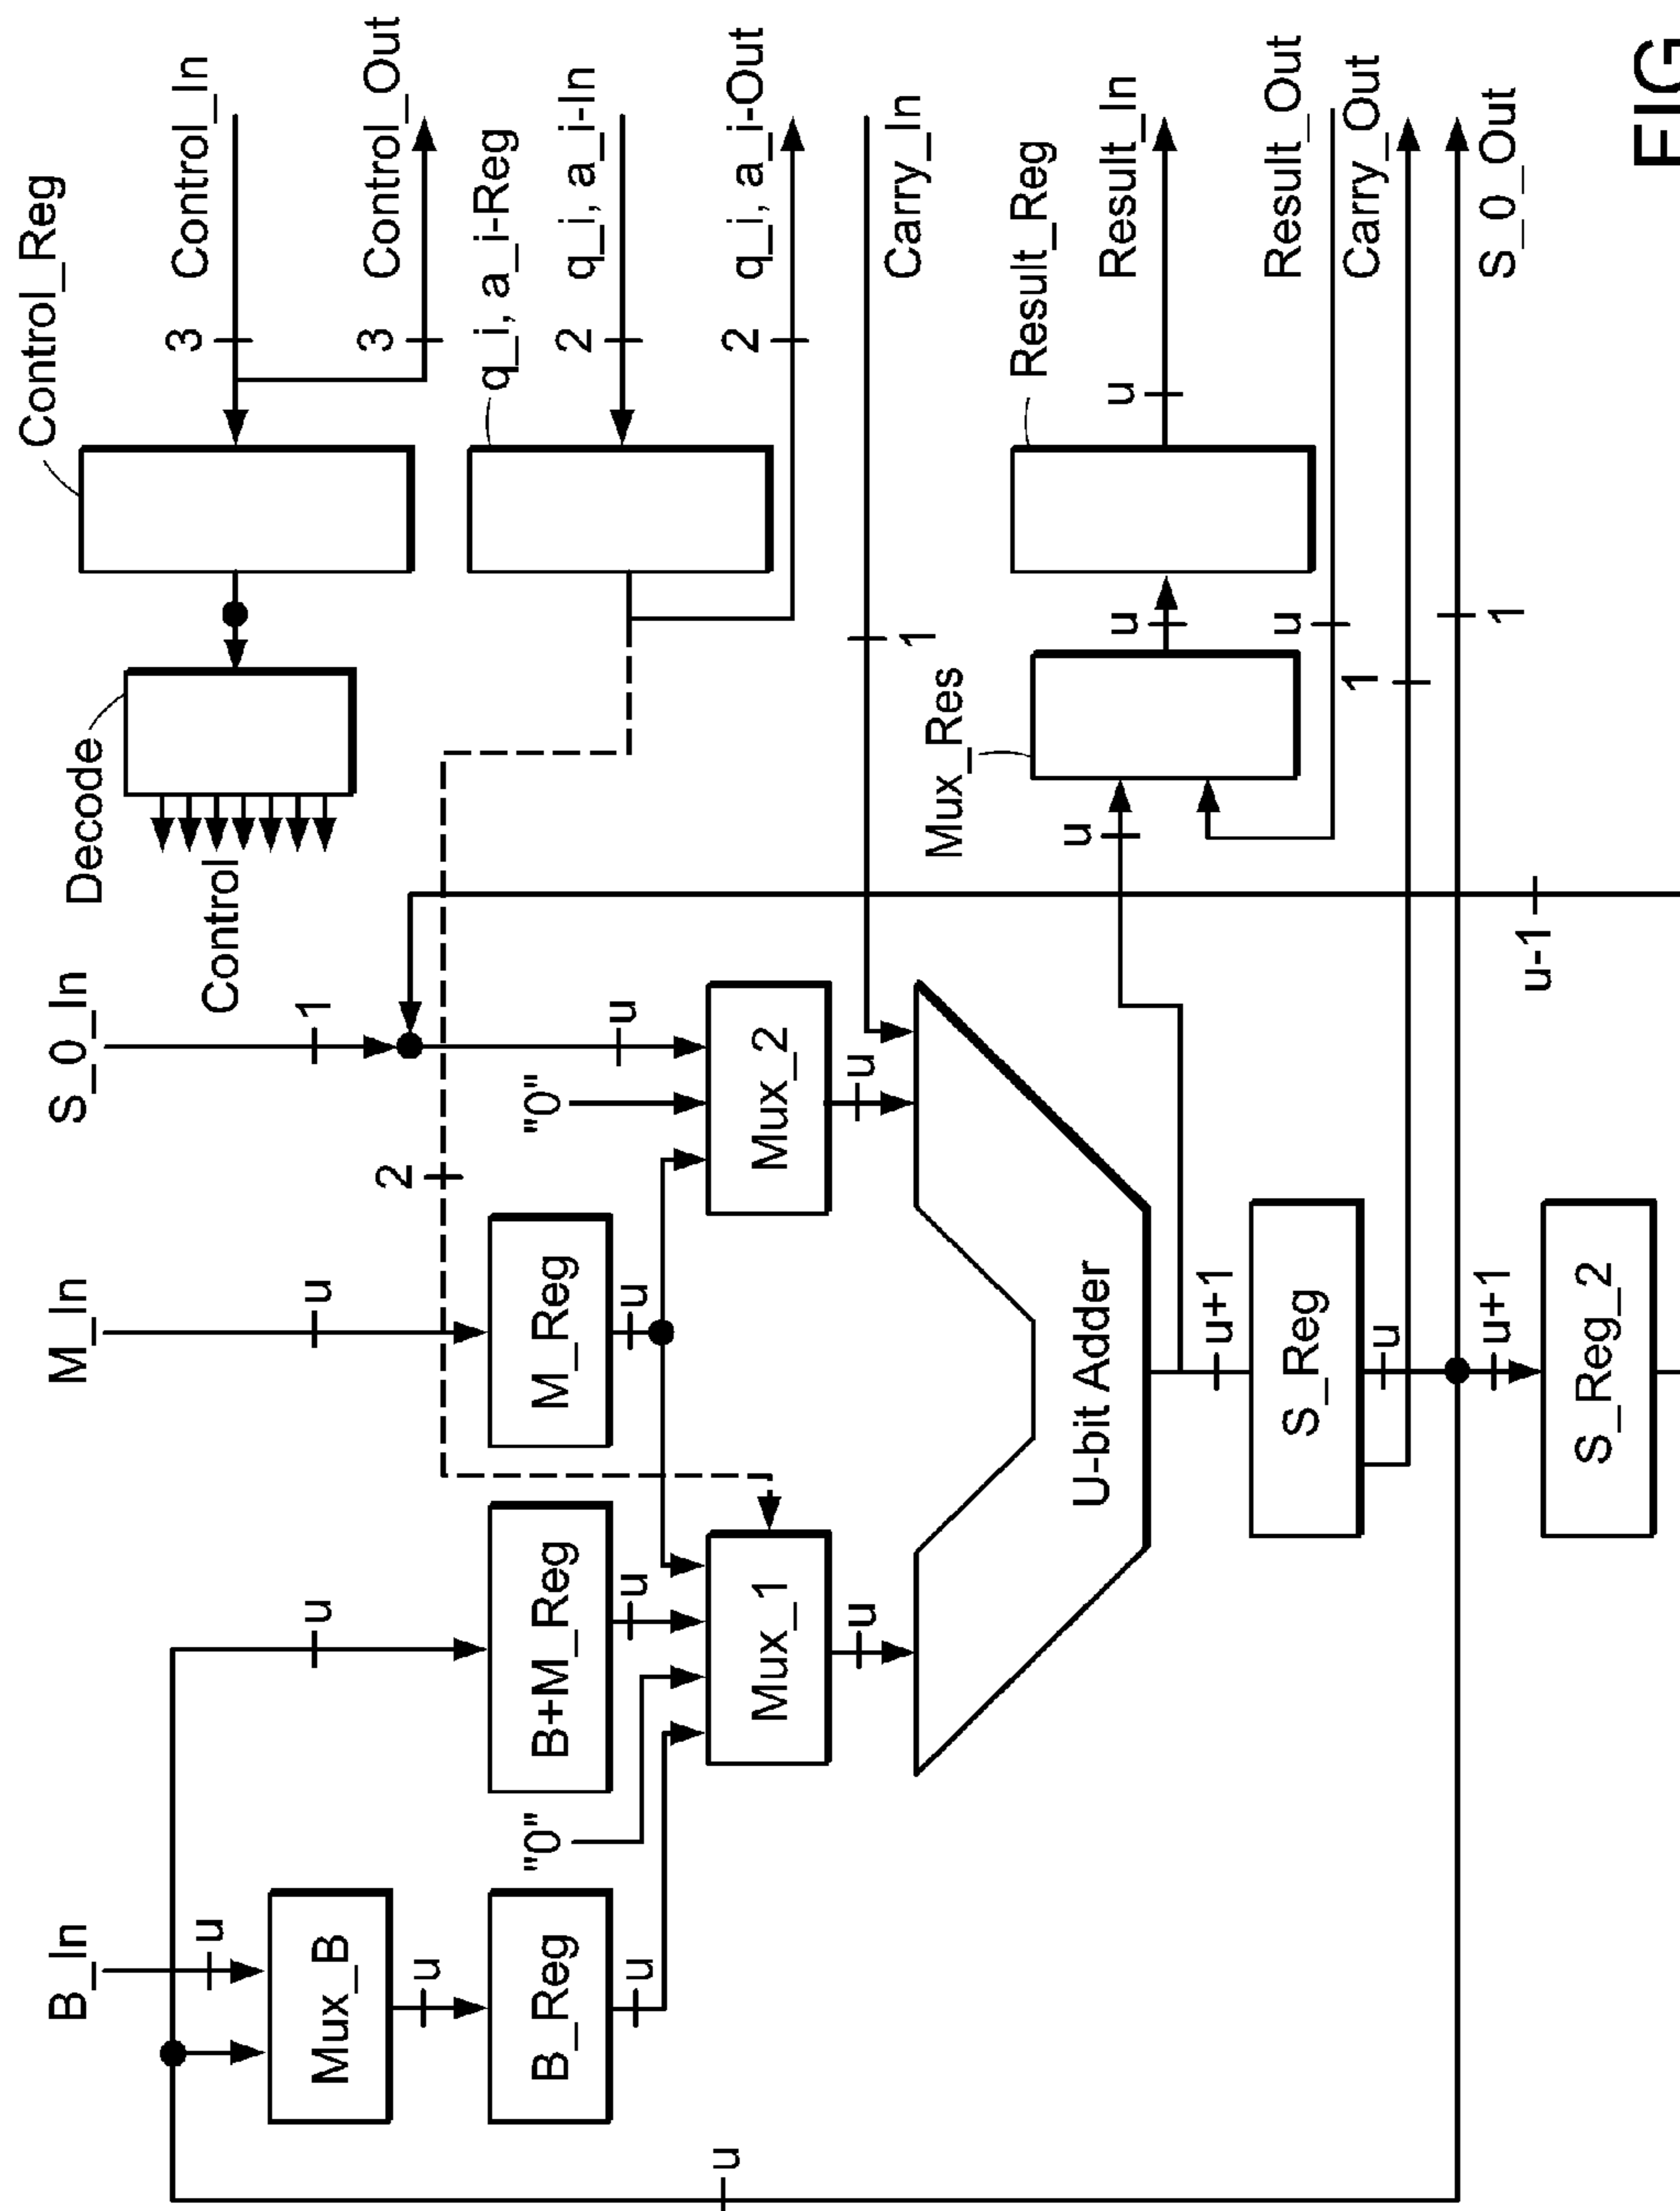 Control_Reg
B_In
M_In
S_0_In
Decode
3
Control_In
u
Control
u
u
1
3
Control_Out
Mux_B
u
2
q_i, a_i-Reg
B_Reg
"0"
B+M_Reg
M_Reg
"0"
2
q_i, a_i-In
u
u
u
u
u
2
q_i, a_i-Out
Mux_1
Mux_2
u
u
1
Carry_In
Mux_Res
Result_Reg
U-bit Adder
u
u
u
Result_In
u+1
u
Result_Out
S_Reg
1
Carry_Out
u
u+1
1
S_0_Out
u-1
S_Reg_2
FIG